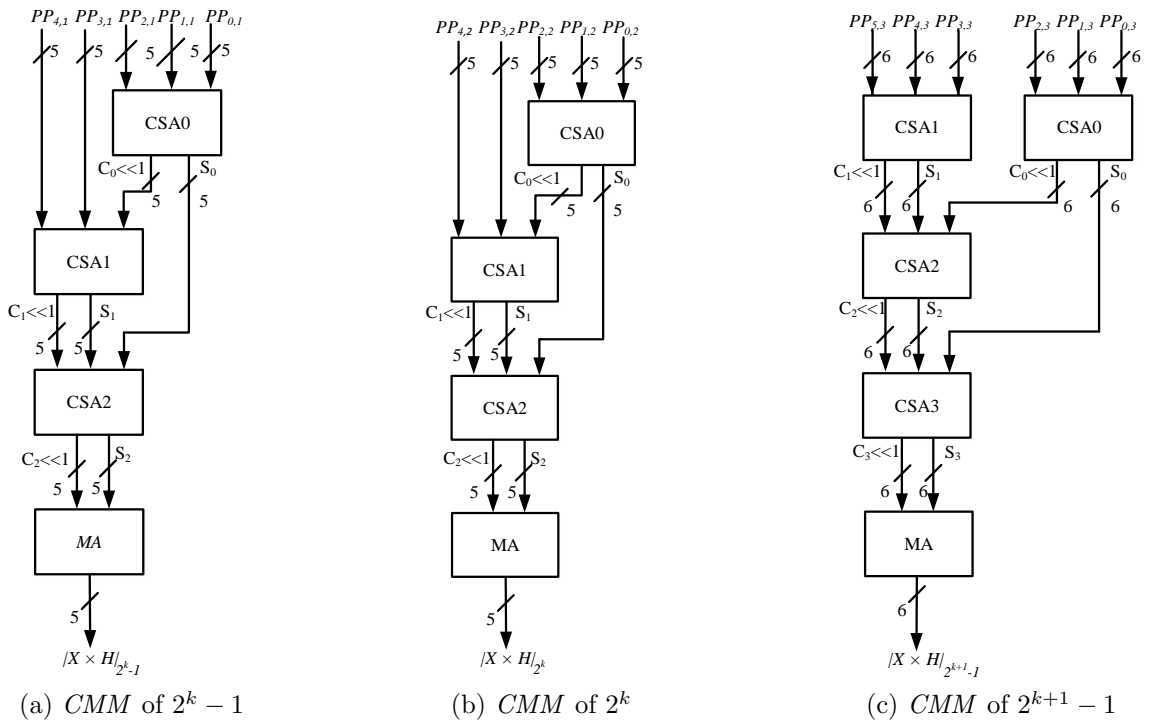 PP4,1 PP3,1 PP2,1 PP1,1 PP0,1
5 5 5 5 5
CSA0
C0<<1 S0
5 5
CSA1
C1<<1 S1
5 5
CSA2
C2<<1 S2
5 5
MA
5
|X × H|2^k-1
(a) CMM of 2^k − 1
PP4,2 PP3,2 PP2,2 PP1,2 PP0,2
5 5 5 5 5
CSA0
C0<<1 S0
5 5
CSA1
C1<<1 S1
5 5
CSA2
C2<<1 S2
5 5
MA
5
|X × H|2^k
(b) CMM of 2^k
PP5,3 PP4,3 PP3,3 PP2,3 PP1,3 PP0,3
6 6 6 6 6 6
CSA1 CSA0
C1<<1 S1 C0<<1 S0
6 6 6 6
CSA2
C2<<1 S2
6 6
CSA3
C3<<1 S3
6 6
MA
6
|X × H|2^k+1-1
(c) CMM of 2^k+1 − 1